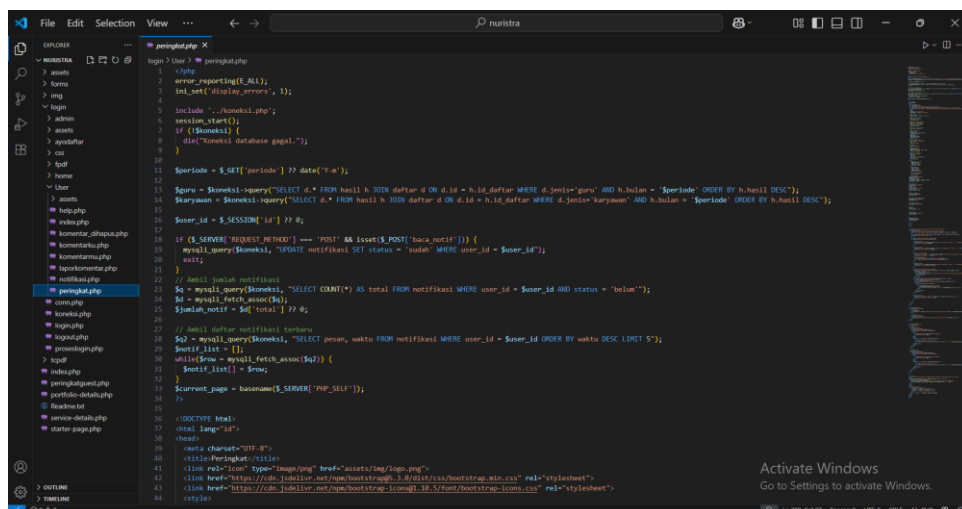 File Edit Selection View ... ← → nuristra
EXPLORER ... peringkat.php
NURISTRA
login > User > peringkat.php
> assets
> forms
> img
login
> admin
> assets
> ayodaftar
> css
> fpdf
> home
User
> assets
help.php
index.php
komentar_dihapus.php
komentarku.php
komentarmu.php
laporkomentar.php
notifikasi.php
peringkat.php
conn.php
koneksi.php
login.php
logout.php
proseslogin.php
> tcpdf
index.php
peringkatguest.php
portfolio-details.php
Readme.txt
service-details.php
starter-page.php
> OUTLINE
> TIMELINE
1 <?php
2 error_reporting(E_ALL);
3 ini_set('display_errors', 1);
4
5 include '../koneksi.php';
6 session_start();
7 if (!$koneksi) {
8 die("Koneksi database gagal.");
9 }
10
11 $periode = $_GET['periode'] ?? date('Y-m');
12
13 $guru = $koneksi->query("SELECT d.* FROM hasil h JOIN daftar d ON d.id = h.id_daftar WHERE d.jenis='guru' AND h.bulan = '$periode' ORDER BY h.hasil DESC");
14 $karyawan = $koneksi->query("SELECT d.* FROM hasil h JOIN daftar d ON d.id = h.id_daftar WHERE d.jenis='karyawan' AND h.bulan = '$periode' ORDER BY h.hasil DESC");
15
16 $user_id = $_SESSION['id'] ?? 0;
17
18 if ($_SERVER['REQUEST_METHOD'] === 'POST' && isset($_POST['baca_notif'])) {
19 mysqli_query($koneksi, "UPDATE notifikasi SET status = 'sudah' WHERE user_id = $user_id");
20 exit;
21 }
22 // Ambil jumlah notifikasi
23 $q = mysqli_query($koneksi, "SELECT COUNT(*) AS total FROM notifikasi WHERE user_id = $user_id AND status = 'belum'");
24 $d = mysqli_fetch_assoc($q);
25 $jumlah_notif = $d['total'] ?? 0;
26
27 // Ambil daftar notifikasi terbaru
28 $q2 = mysqli_query($koneksi, "SELECT pesan, waktu FROM notifikasi WHERE user_id = $user_id ORDER BY waktu DESC LIMIT 5");
29 $notif_list = [];
30 while($row = mysqli_fetch_assoc($q2)) {
31 $notif_list[] = $row;
32 }
33 $current_page = basename($_SERVER['PHP_SELF']);
34 ?>
35
36 <!DOCTYPE html>
37 <html lang="id">
38 <head>
39 <meta charset="UTF-8">
40 <title>Peringkat</title>
41 <link rel="icon" type="image/png" href="assets/img/logo.png">
42 <link href="https://cdn.jsdelivr.net/npm/bootstrap@5.3.0/dist/css/bootstrap.min.css" rel="stylesheet">
43 <link href="https://cdn.jsdelivr.net/npm/bootstrap-icons@1.10.5/font/bootstrap-icons.css" rel="stylesheet">
44 <style>
Activate Windows
Go to Settings to activate Windows.